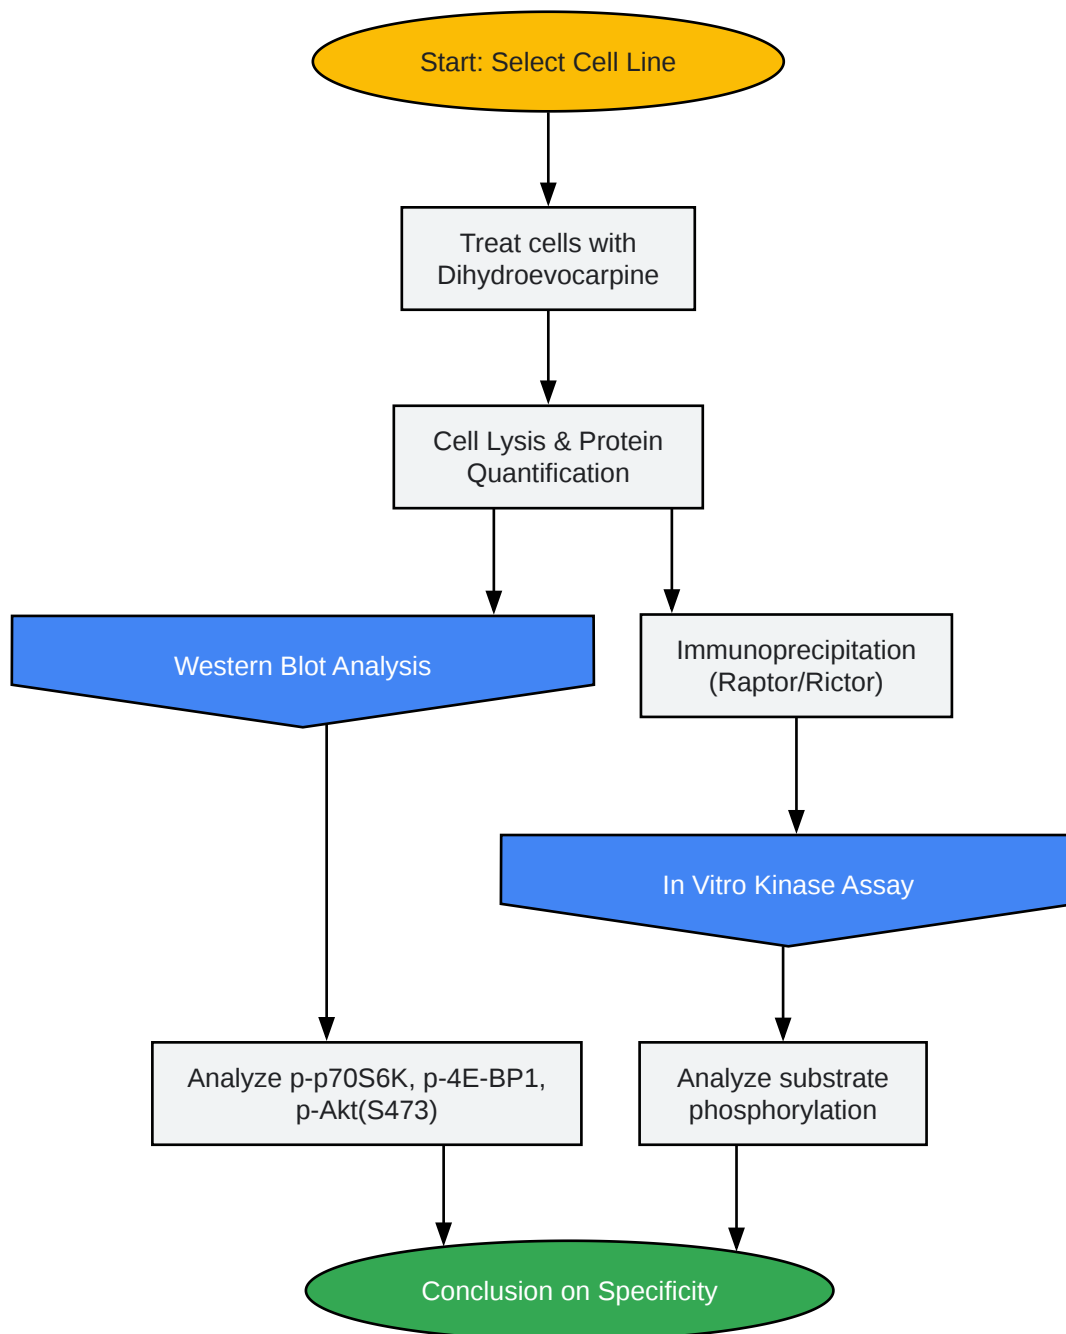 Start: Select Cell Line
Treat cells with
Dihydroevocarpine
Cell Lysis & Protein
Quantification
Western Blot Analysis
Immunoprecipitation
(Raptor/Rictor)
In Vitro Kinase Assay
Analyze p-p70S6K, p-4E-BP1,
p-Akt(S473)
Analyze substrate
phosphorylation
Conclusion on Specificity